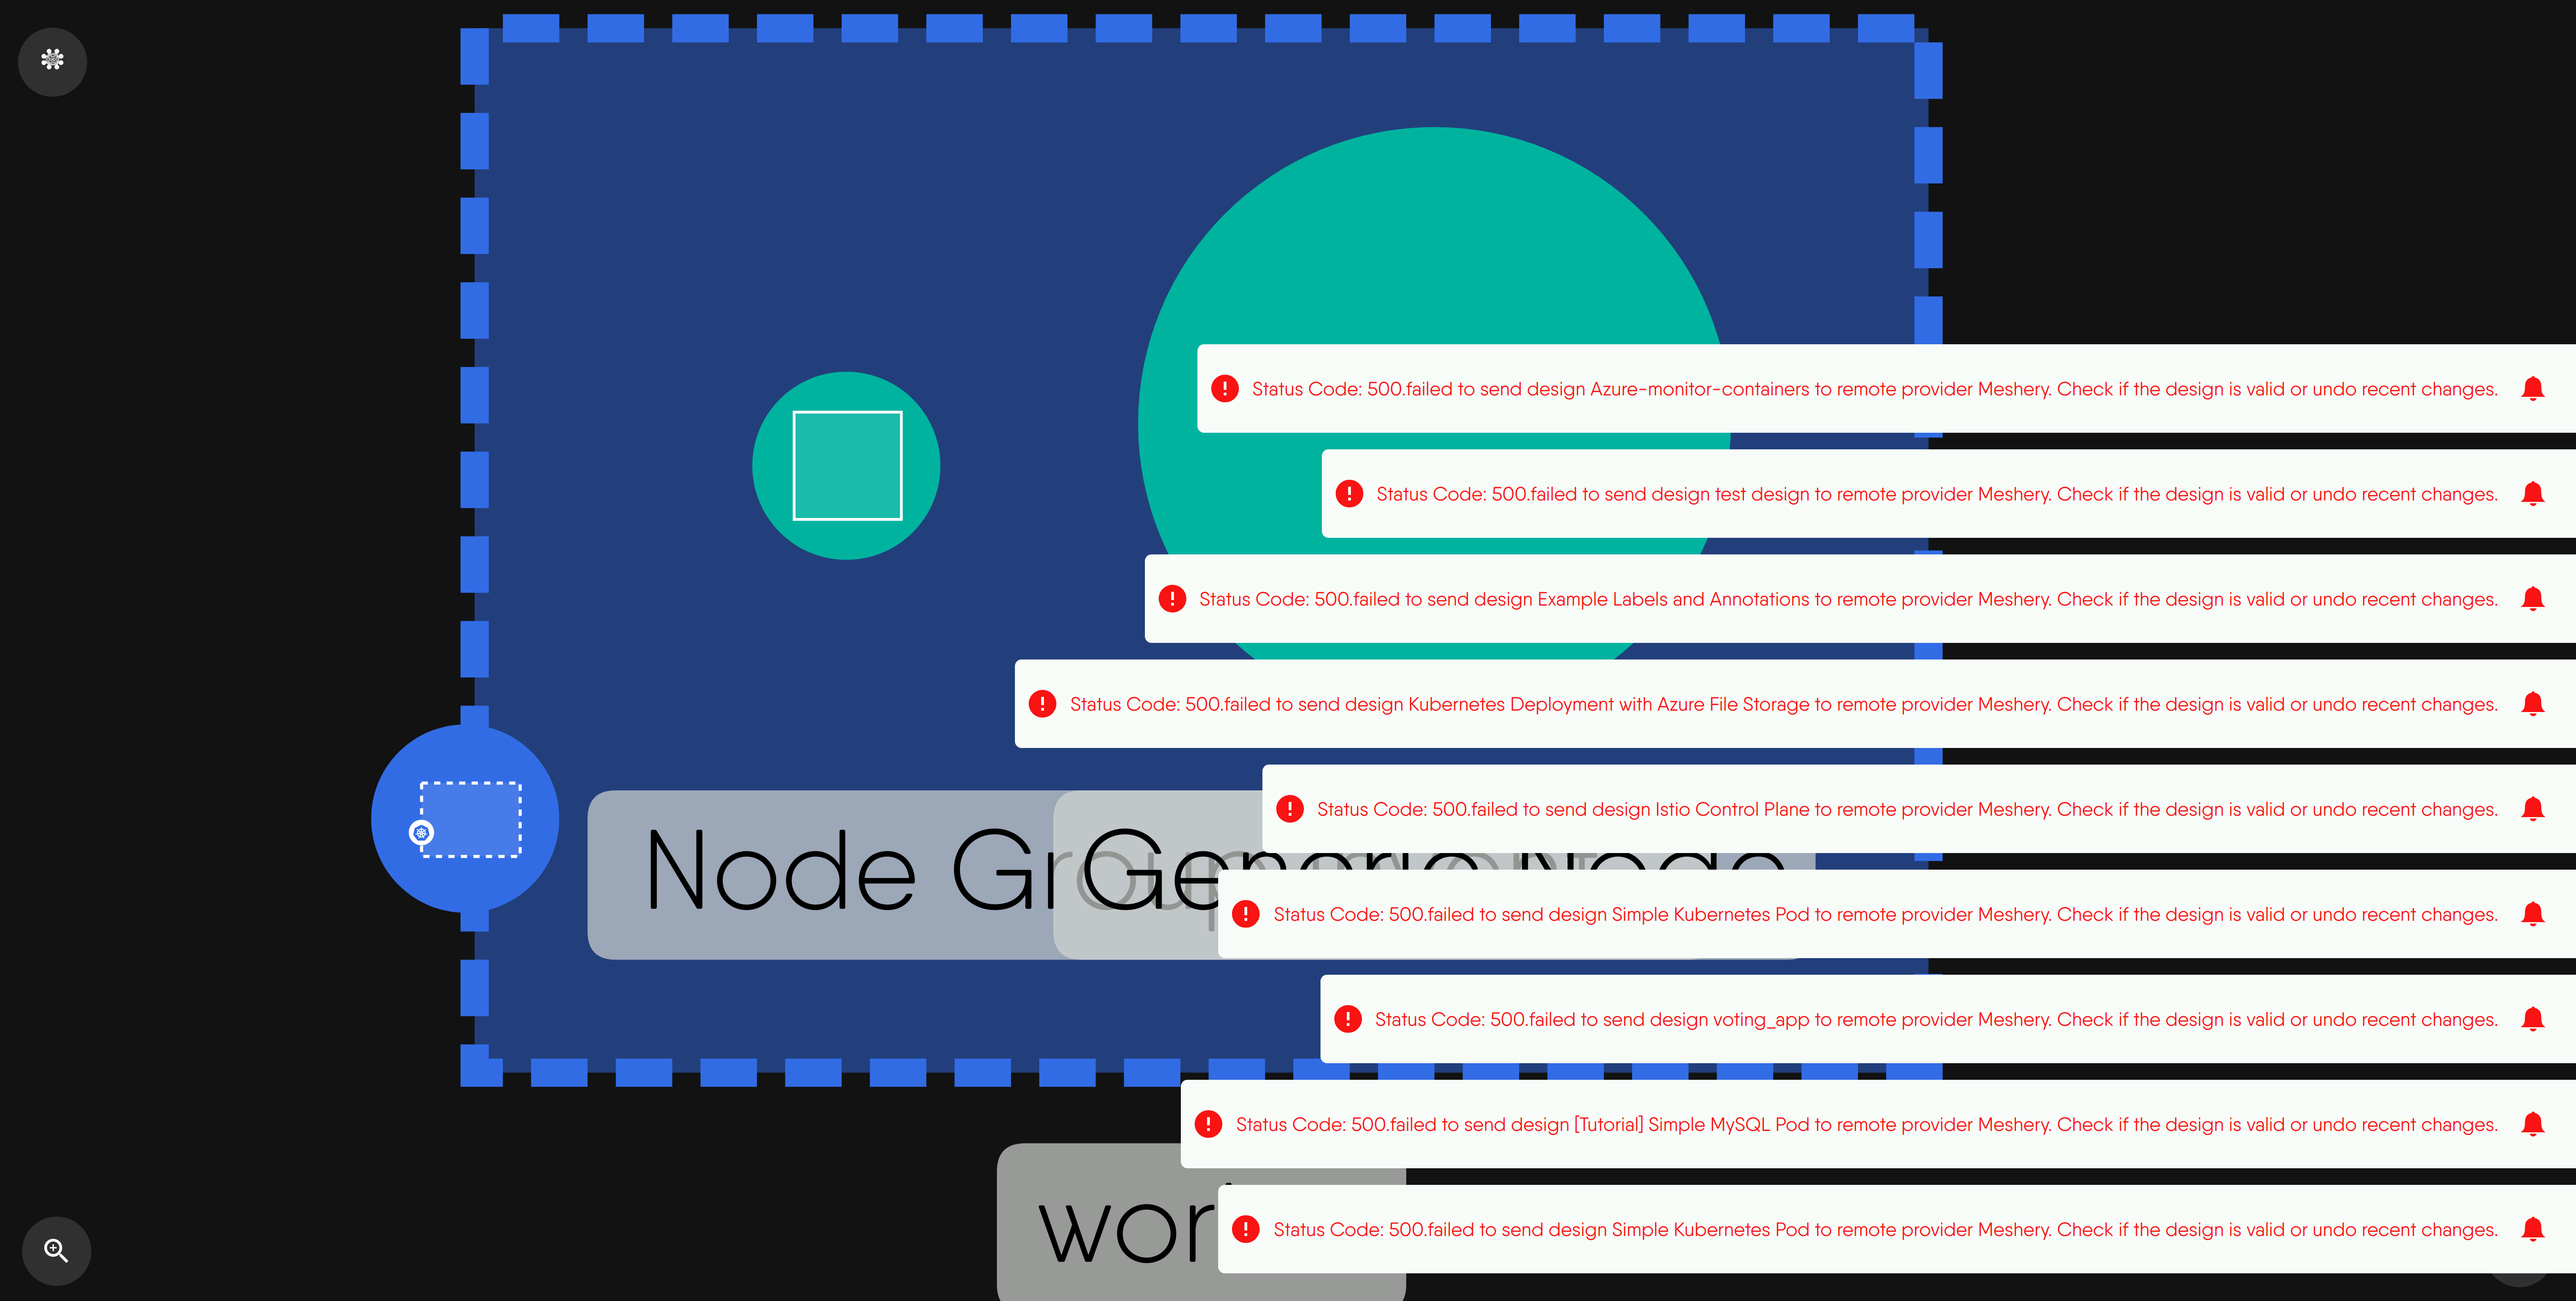 Status Code: 500.failed to send design Azure-monitor-containers to remote provider Meshery. Check if the design is valid or undo recent changes.
Status Code: 500.failed to send design test design to remote provider Meshery. Check if the design is valid or undo recent changes.
Status Code: 500.failed to send design Example Labels and Annotations to remote provider Meshery. Check if the design is valid or undo recent changes.
Status Code: 500.failed to send design Kubernetes Deployment with Azure File Storage to remote provider Meshery. Check if the design is valid or undo recent changes.
Status Code: 500.failed to send design Istio Control Plane to remote provider Meshery. Check if the design is valid or undo recent changes.
Node Group Generic Node
Status Code: 500.failed to send design Simple Kubernetes Pod to remote provider Meshery. Check if the design is valid or undo recent changes.
Status Code: 500.failed to send design voting_app to remote provider Meshery. Check if the design is valid or undo recent changes.
Status Code: 500.failed to send design [Tutorial] Simple MySQL Pod to remote provider Meshery. Check if the design is valid or undo recent changes.
Status Code: 500.failed to send design Simple Kubernetes Pod to remote provider Meshery. Check if the design is valid or undo recent changes.